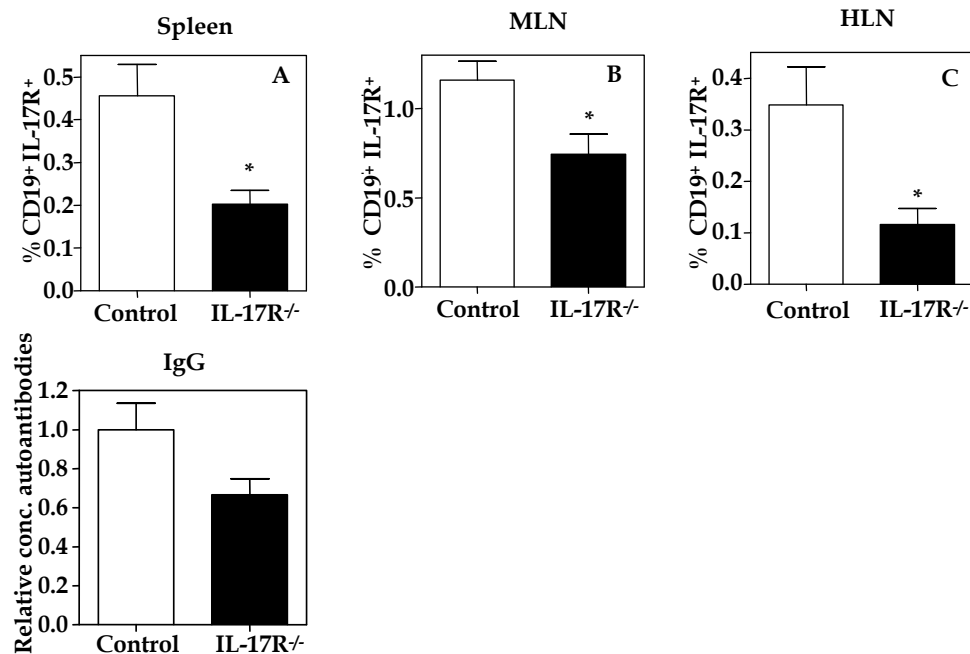 Spleen
A
% CD19+IL-17R+
0.5
0.4
0.3
0.2
0.1
0.0
*
Control
IL-17R-/-
MLN
B
% CD19+ IL-17R+
1.0
0.5
0.0
*
Control
IL-17R-/-
HLN
C
% CD19+ IL-17R+
0.4
0.3
0.2
0.1
0.0
*
Control
IL-17R-/-
IgG
Relative conc. autoantibodies
1.2
1.0
0.8
0.6
0.4
0.2
0.0
Control
IL-17R-/-